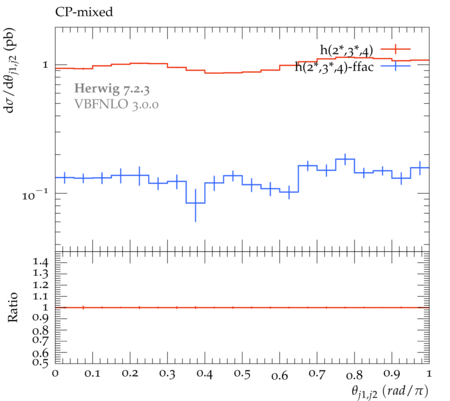 CP-mixed
h(2*,3*,4)
h(2*,3*,4)-ffac
Herwig 7.2.3
VBFNLO 3.0.0
dσ/dθj1,j2 (pb)
1
10⁻¹
Ratio
1.4
1.3
1.2
1.1
1
0.9
0.8
0.7
0.6
0.5
0 0.1 0.2 0.3 0.4 0.5 0.6 0.7 0.8 0.9 1
θj1,j2 (rad/π)